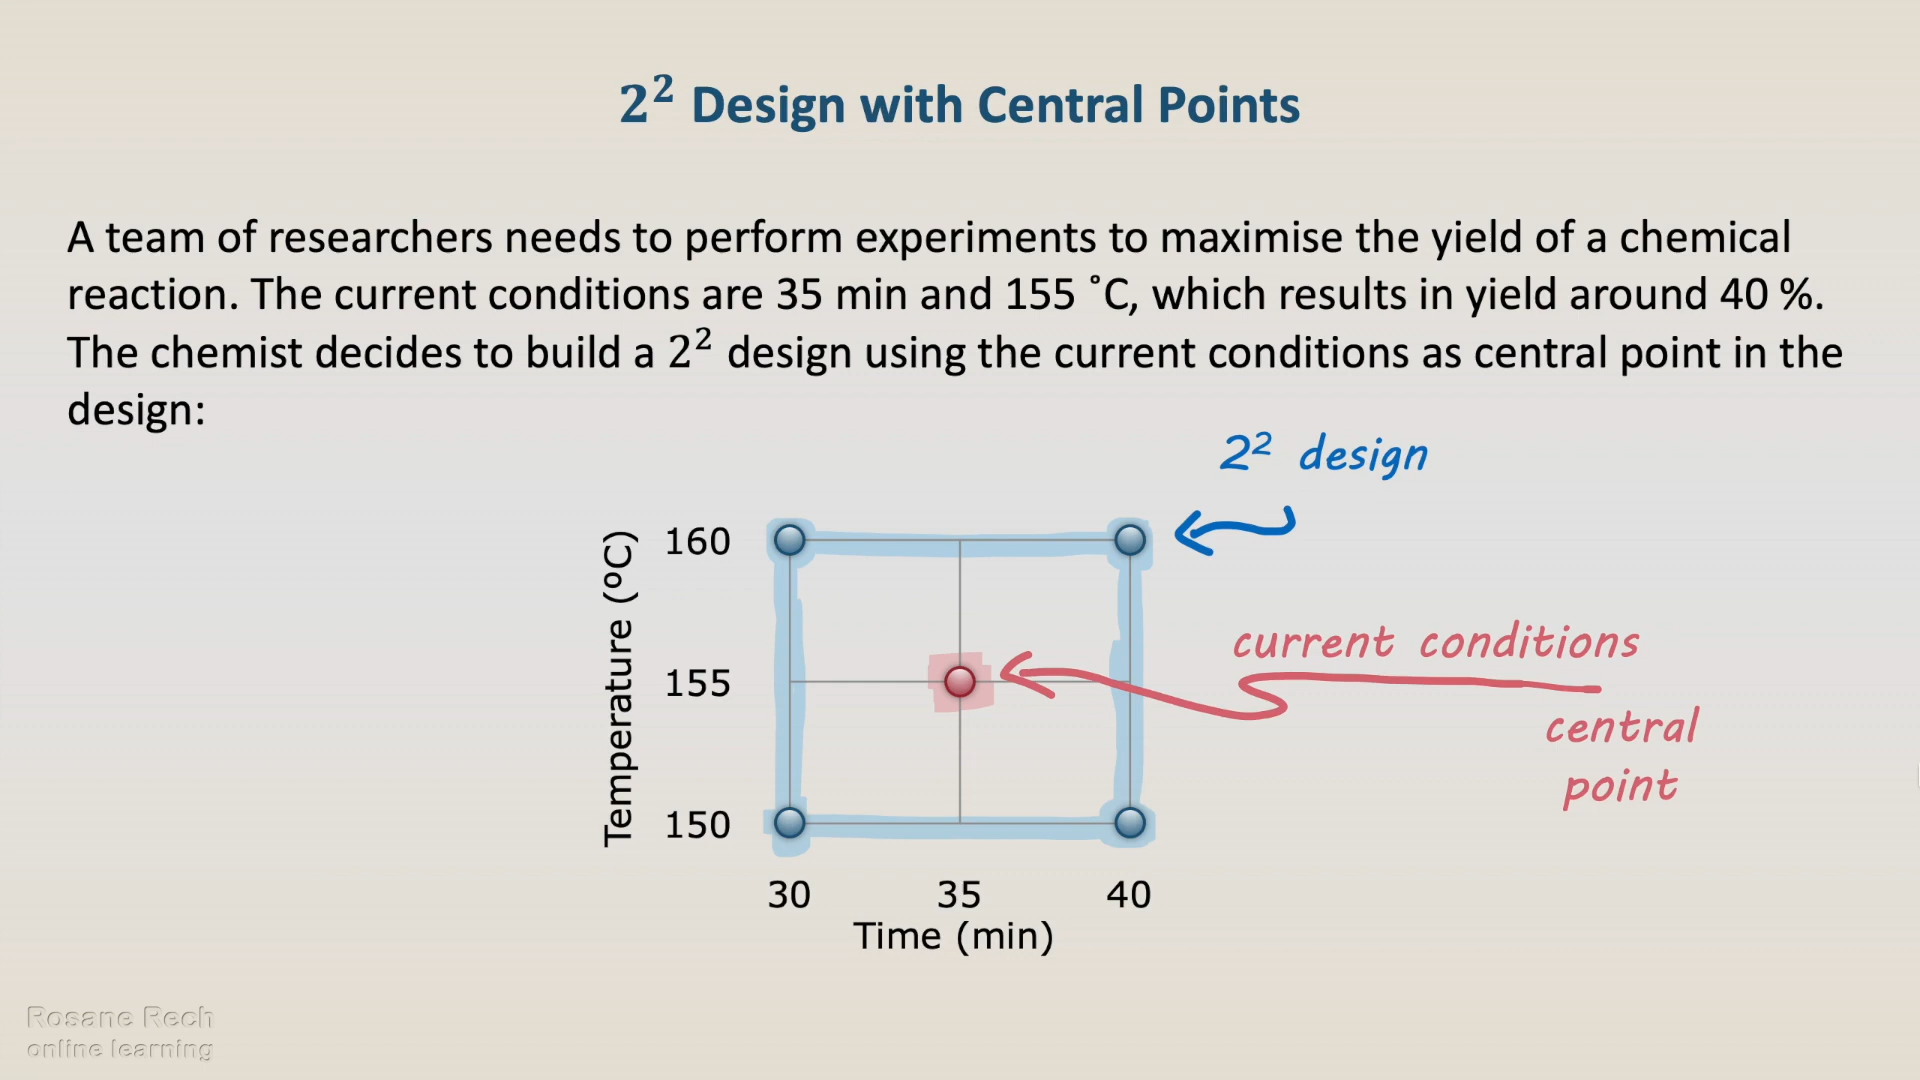 2² Design with Central Points
A team of researchers needs to perform experiments to maximise the yield of a chemical
reaction. The current conditions are 35 min and 155 ˚C, which results in yield around 40 %.
The chemist decides to build a 2² design using the current conditions as central point in the
design:
2² design
160
155
150
Temperature (ºC)
current conditions
central
point
30 35 40
Time (min)
Rosane Rech
online learning